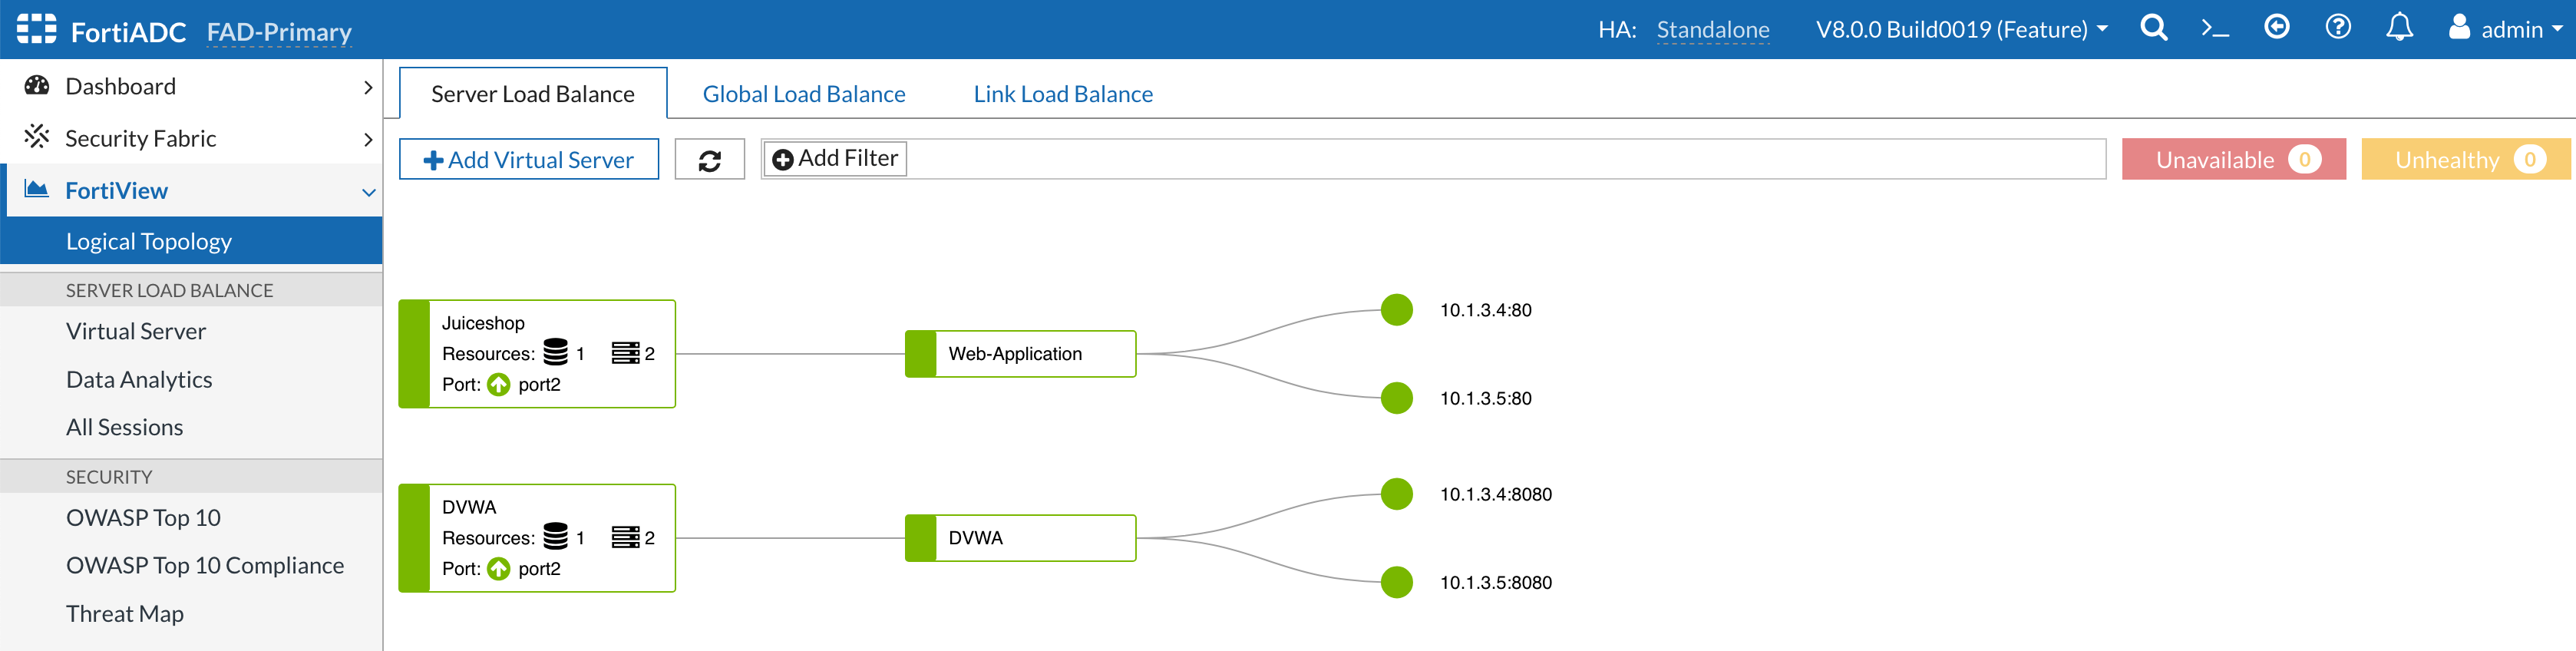 FortiADC FAD-Primary HA: Standalone V8.0.0 Build0019 (Feature) >_ admin
Dashboard
Security Fabric
FortiView
Logical Topology
SERVER LOAD BALANCE
Virtual Server
Data Analytics
All Sessions
SECURITY
OWASP Top 10
OWASP Top 10 Compliance
Threat Map
Server Load Balance Global Load Balance Link Load Balance
Add Virtual Server Add Filter Unavailable 0 Unhealthy 0
Juiceshop
Resources: 1 2
Port: port2
Web-Application
10.1.3.4:80
10.1.3.5:80
DVWA
Resources: 1 2
Port: port2
DVWA
10.1.3.4:8080
10.1.3.5:8080